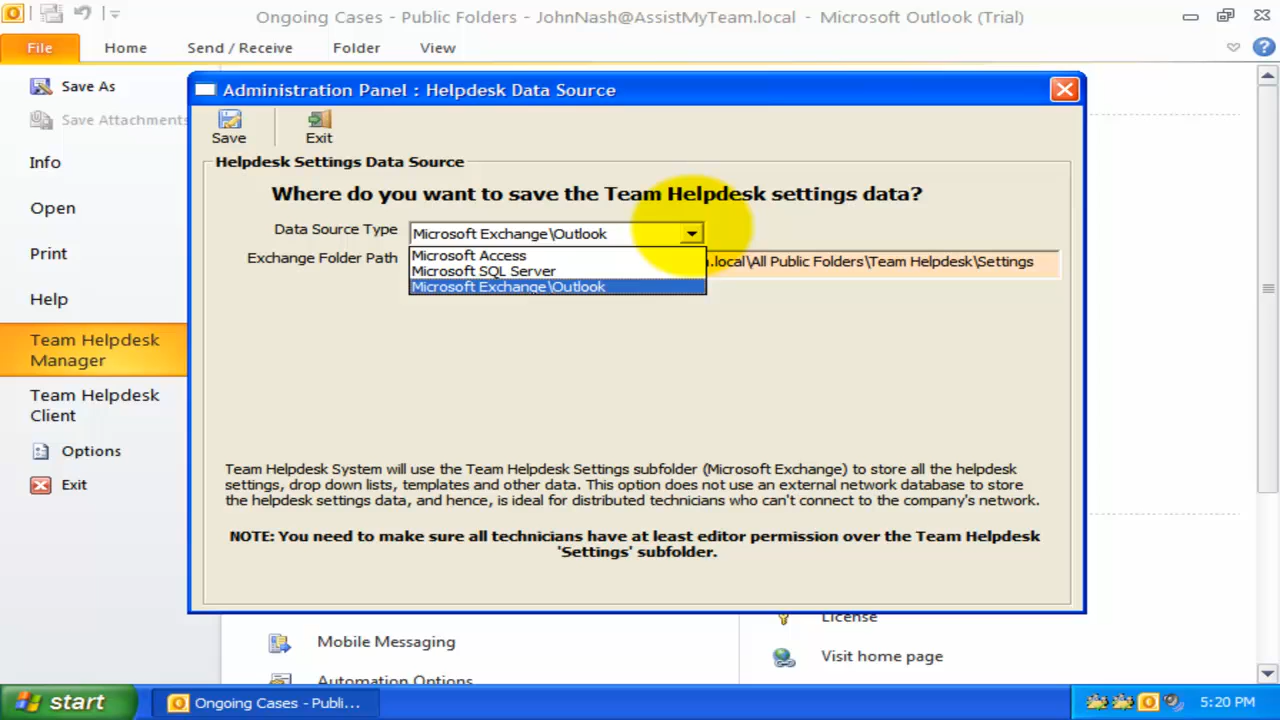 Ongoing Cases - Public Folders - JohnNash@AssistMyTeam.local - Microsoft Outlook (Trial)
File Home Send / Receive Folder View
Save As
Save Attachments
Info
Open
Print
Help
Team Helpdesk
Manager
Team Helpdesk
Client
Options
Exit
Administration Panel : Helpdesk Data Source
Save Exit
Helpdesk Settings Data Source
Where do you want to save the Team Helpdesk settings data?
Data Source Type Microsoft Exchange\Outlook
Microsoft Access
Microsoft SQL Server
Microsoft Exchange\Outlook
Exchange Folder Path .local\All Public Folders\Team Helpdesk\Settings
Team Helpdesk System will use the Team Helpdesk Settings subfolder (Microsoft Exchange) to store all the helpdesk
settings, drop down lists, templates and other data. This option does not use an external network database to store
the helpdesk settings data, and hence, is ideal for distributed technicians who can't connect to the company's network.
NOTE: You need to make sure all technicians have at least editor permission over the Team Helpdesk
'Settings' subfolder.
Mobile Messaging
Automation Options
License
Visit home page
start
Ongoing Cases - Publi...
5:20 PM